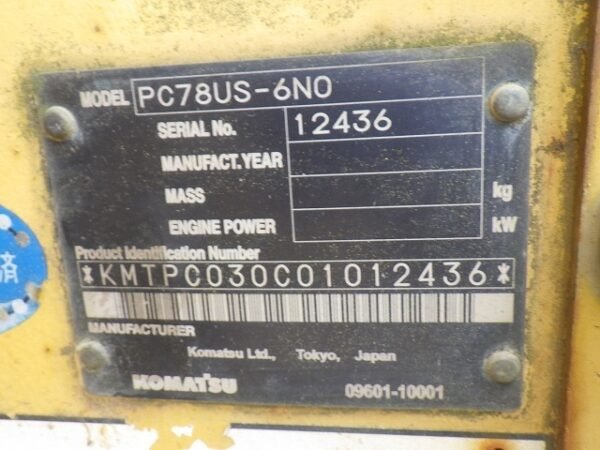 MODEL PC78US-6N0
SERIAL No. 12436
MANUFACT. YEAR
MASS kg
ENGINE POWER kW
Product Identification Number
*KMTPC030C01012436*
MANUFACTURER
Komatsu Ltd., Tokyo, Japan
KOMATSU 09601-10001
済